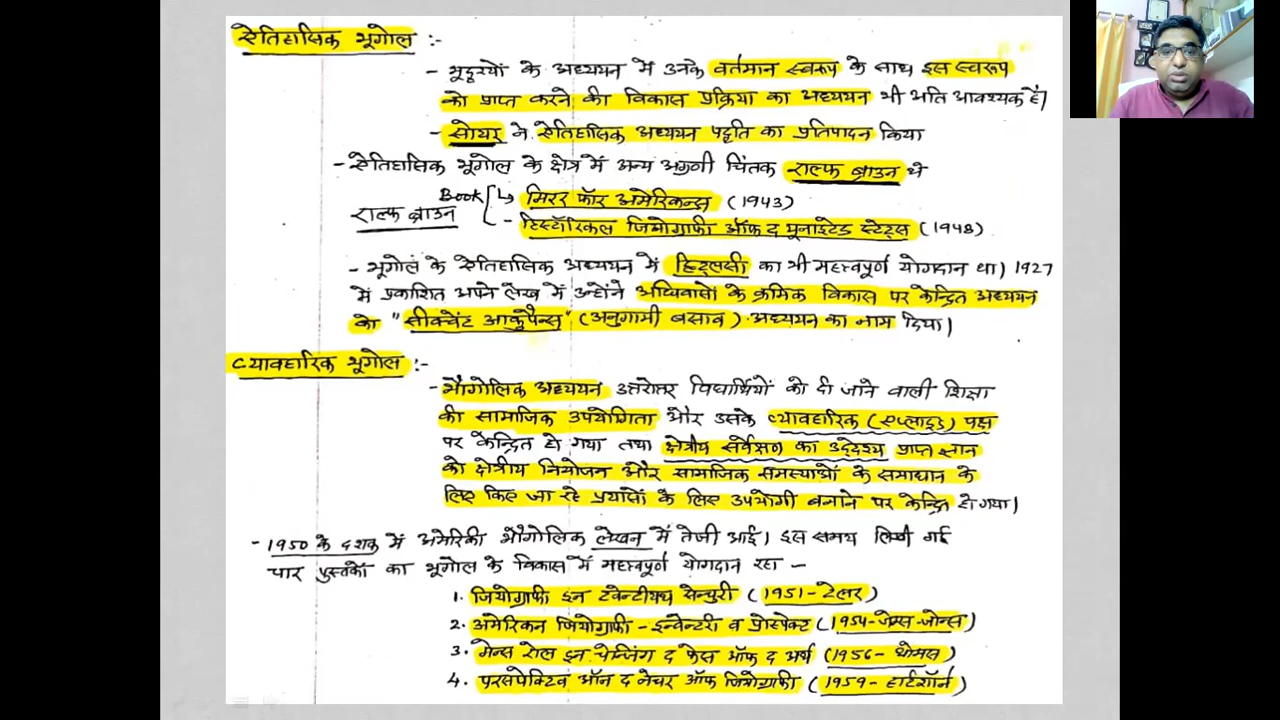 ऐतिहासिक भूगोल :-
- भूदृश्यों के अध्ययन में उनके वर्तमान स्वरूप के साथ इस स्वरूप
को प्राप्त करने की विकास प्रक्रिया का अध्ययन भी अति आवश्यक है।
- सोयर ने ऐतिहासिक अध्ययन पद्धति का प्रतिपादन किया
- ऐतिहासिक भूगोल के क्षेत्र में अन्य अग्रणी चिंतक राल्फ ब्राउन थे
Book ↳ मिरर फॉर अमेरिकन्स (1943)
राल्फ ब्राउन
- हिस्टॉरिकल जियोग्राफी ऑफ द यूनाइटेड स्टेट्स (1948)
- भूगोल के ऐतिहासिक अध्ययन में व्हिटलसी का भी महत्त्वपूर्ण योगदान था। 1927
में प्रकाशित अपने लेख में उन्होंने अधिवासों के क्रमिक विकास पर केन्द्रित अध्ययन
को "सीक्वेंट आकुपैन्स" (अनुगामी बसाव) अध्ययन का नाम दिया।
व्यावहारिक भूगोल :-
- भौगोलिक अध्ययन उत्तरोत्तर विद्यार्थियों को दी जाने वाली शिक्षा
की सामाजिक उपयोगिता और उसके व्यावहारिक (एप्लाइड) पक्ष
पर केन्द्रित हो गया तथा क्षेत्रीय सर्वेक्षण का उद्देश्य प्राप्त ज्ञान
को क्षेत्रीय नियोजन और सामाजिक समस्याओं के समाधान के
लिए किए जा रहे प्रयासों के लिए उपयोगी बनाने पर केन्द्रित हो गया।
- 1950 के दशक में अमेरिकी भौगोलिक लेखन में तेजी आई। इस समय लिखी गई
चार पुस्तकों का भूगोल के विकास में महत्त्वपूर्ण योगदान रहा -
1. जियोग्राफी इन ट्वेन्टीयथ सेन्चुरी (1951-टेलर)
2. अमेरिकन जियोग्राफी - इन्वेन्टरी व प्रोस्पेक्ट (1954-जेम्स-जोन्स)
3. मेन्स रोल इन चेन्जिंग द फेस ऑफ द अर्थ (1956-थोमस)
4. परसपेक्टिव ऑन द नेचर ऑफ जियोग्राफी (1959-हार्टशॉर्न)